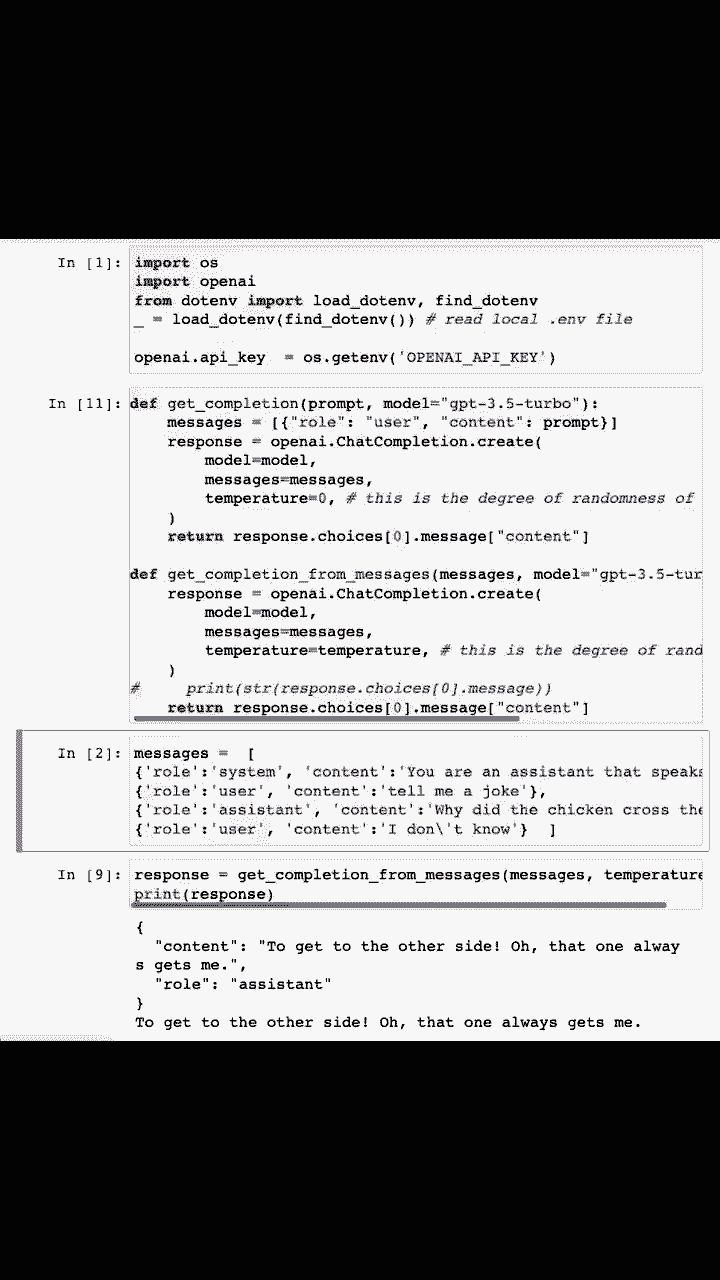 In [1]: import os
import openai
from dotenv import load_dotenv, find_dotenv
_ = load_dotenv(find_dotenv()) # read local .env file
openai.api_key  = os.getenv('OPENAI_API_KEY')
In [11]: def get_completion(prompt, model="gpt-3.5-turbo"):
    messages = [{"role": "user", "content": prompt}]
    response = openai.ChatCompletion.create(
        model=model,
        messages=messages,
        temperature=0, # this is the degree of randomness of
    )
    return response.choices[0].message["content"]
def get_completion_from_messages(messages, model="gpt-3.5-tur
    response = openai.ChatCompletion.create(
        model=model,
        messages=messages,
        temperature=temperature, # this is the degree of rand
    )
#     print(str(response.choices[0].message))
    return response.choices[0].message["content"]
In [2]: messages =  [
{'role':'system', 'content':'You are an assistant that speaks
{'role':'user', 'content':'tell me a joke'},
{'role':'assistant', 'content':'Why did the chicken cross the
{'role':'user', 'content':'I don\'t know'}  ]
In [9]: response = get_completion_from_messages(messages, temperature
print(response)
{
  "content": "To get to the other side! Oh, that one alway
s gets me.",
  "role": "assistant"
}
To get to the other side! Oh, that one always gets me.